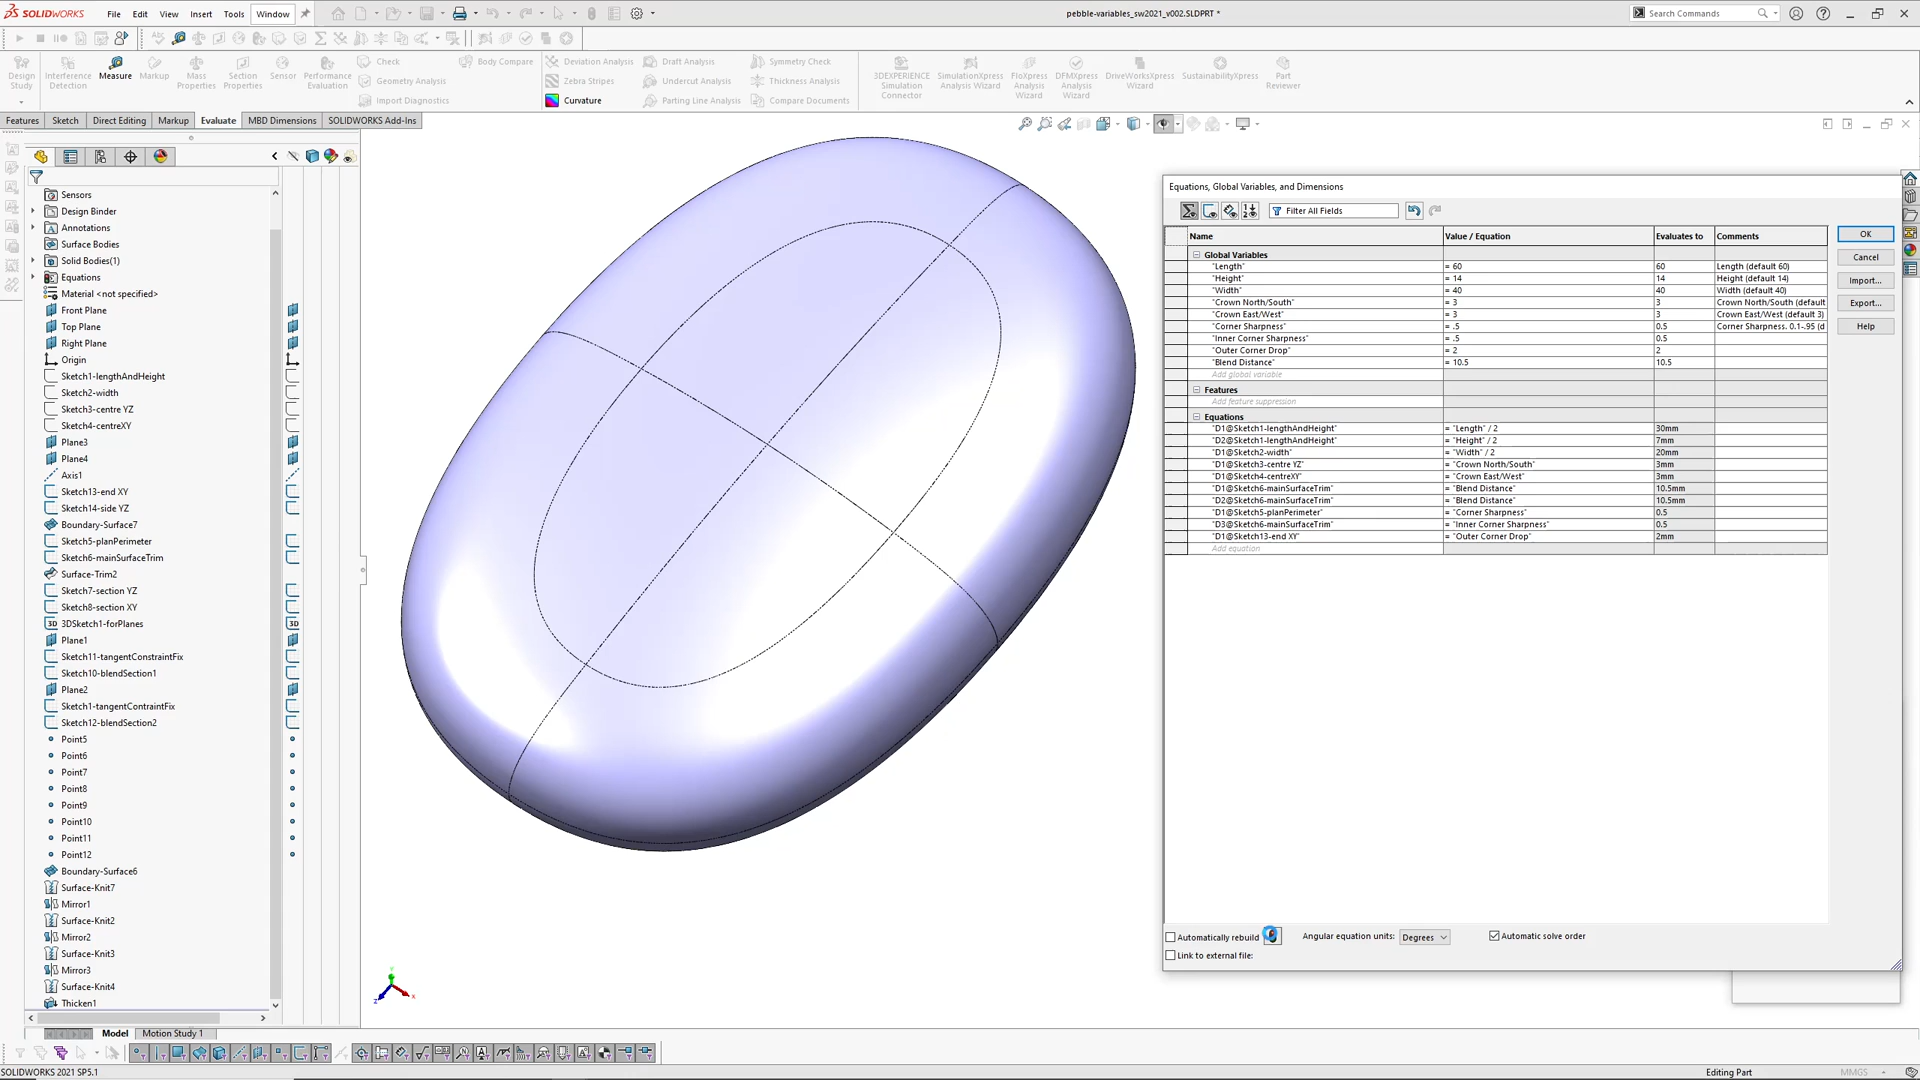 SOLIDWORKS File Edit View Insert Tools Window pebble-variables_sw2021_v002.SLDPRT * Search Commands
Design Study
Interference Detection
Measure
Markup
Mass Properties
Section Properties
Sensor
Performance Evaluation
Check
Geometry Analysis
Import Diagnostics
Body Compare
Deviation Analysis
Zebra Stripes
Curvature
Draft Analysis
Undercut Analysis
Parting Line Analysis
Symmetry Check
Thickness Analysis
Compare Documents
3DEXPERIENCE Simulation Connector
SimulationXpress Analysis Wizard
FloXpress Analysis Wizard
DFMXpress Analysis Wizard
DriveWorksXpress Wizard
SustainabilityXpress
Part Reviewer
Features Sketch Direct Editing Markup Evaluate MBD Dimensions SOLIDWORKS Add-Ins
Sensors
Design Binder
Annotations
Surface Bodies
Solid Bodies(1)
Equations
Material <not specified>
Front Plane
Top Plane
Right Plane
Origin
Sketch1-lengthAndHeight
Sketch2-width
Sketch3-centre YZ
Sketch4-centreXY
Plane3
Plane4
Axis1
Sketch13-end XY
Sketch14-side YZ
Boundary-Surface7
Sketch5-planPerimeter
Sketch6-mainSurfaceTrim
Surface-Trim2
Sketch7-section YZ
Sketch8-section XY
3D 3DSketch1-forPlanes 3D
Plane1
Sketch11-tangentConstraintFix
Sketch10-blendSection1
Plane2
Sketch1-tangentContraintFix
Sketch12-blendSection2
Point5
Point6
Point7
Point8
Point9
Point10
Point11
Point12
Boundary-Surface6
Surface-Knit7
Mirror1
Surface-Knit2
Mirror2
Surface-Knit3
Mirror3
Surface-Knit4
Thicken1
Model Motion Study 1
Equations, Global Variables, and Dimensions
Filter All Fields
Name Value / Equation Evaluates to Comments
Global Variables
"Length" = 60 60 Length (default 60)
"Height" = 14 14 Height (default 14)
"Width" = 40 40 Width (default 40)
"Crown North/South" = 3 3 Crown North/South (default
"Crown East/West" = 3 3 Crown East/West (default 3)
"Corner Sharpness" = .5 0.5 Corner Sharpness. 0.1-.95 (d
"Inner Corner Sharpness" = .5 0.5
"Outer Corner Drop" = 2 2
"Blend Distance" = 10.5 10.5
Add global variable
Features
Add feature suppression
Equations
"D1@Sketch1-lengthAndHeight" = "Length" / 2 30mm
"D2@Sketch1-lengthAndHeight" = "Height" / 2 7mm
"D1@Sketch2-width" = "Width" / 2 20mm
"D1@Sketch3-centre YZ" = "Crown North/South" 3mm
"D1@Sketch4-centreXY" = "Crown East/West" 3mm
"D1@Sketch6-mainSurfaceTrim" = "Blend Distance" 10.5mm
"D2@Sketch6-mainSurfaceTrim" = "Blend Distance" 10.5mm
"D1@Sketch5-planPerimeter" = "Corner Sharpness" 0.5
"D3@Sketch6-mainSurfaceTrim" = "Inner Corner Sharpness" 0.5
"D1@Sketch13-end XY" = "Outer Corner Drop" 2mm
Add equation
OK
Cancel
Import...
Export...
Help
Automatically rebuild Angular equation units: Degrees Automatic solve order
Link to external file:
SOLIDWORKS 2021 SP5.1 Editing Part MMGS